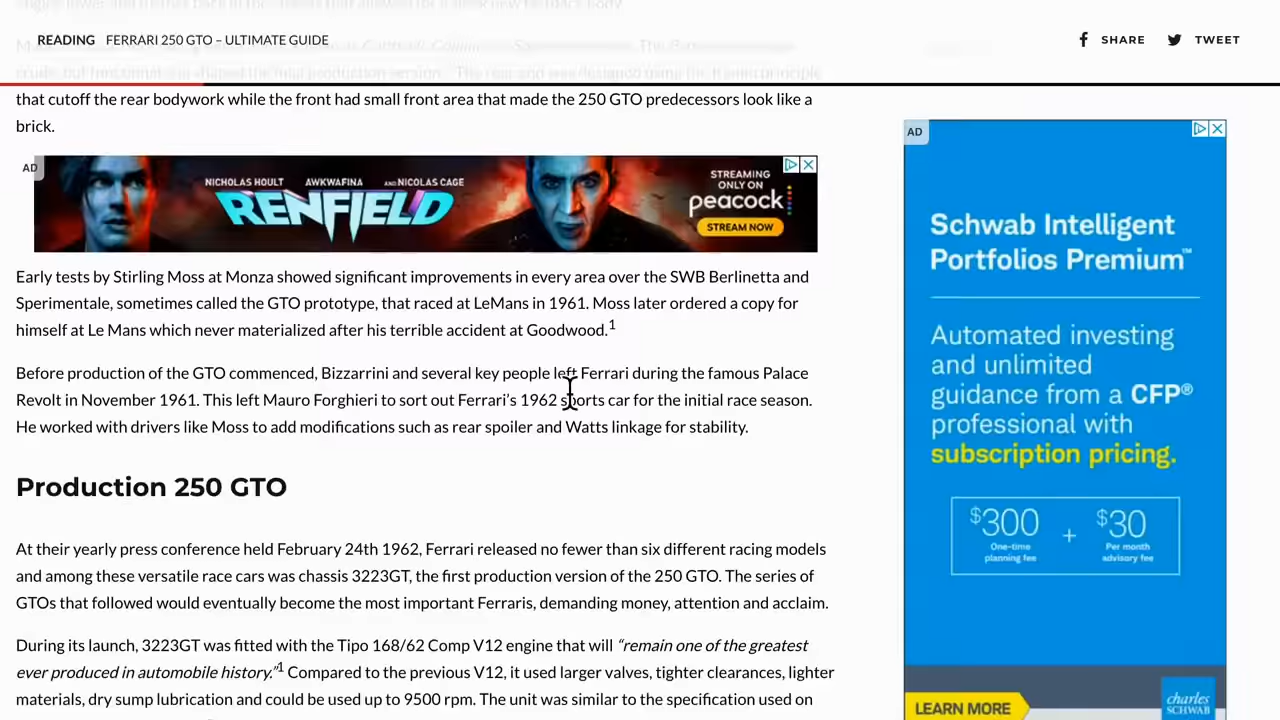 READING FERRARI 250 GTO – ULTIMATE GUIDE
SHARE TWEET
that cutoff the rear bodywork while the front had small front area that made the 250 GTO predecessors look like a
brick.
AD
NICHOLAS HOULT AWKWAFINA AND NICOLAS CAGE
RENFIELD
STREAMING
ONLY ON
peacock
STREAM NOW
Early tests by Stirling Moss at Monza showed significant improvements in every area over the SWB Berlinetta and
Sperimentale, sometimes called the GTO prototype, that raced at LeMans in 1961. Moss later ordered a copy for
himself at Le Mans which never materialized after his terrible accident at Goodwood.1
Before production of the GTO commenced, Bizzarrini and several key people left Ferrari during the famous Palace
Revolt in November 1961. This left Mauro Forghieri to sort out Ferrari’s 1962 sports car for the initial race season.
He worked with drivers like Moss to add modifications such as rear spoiler and Watts linkage for stability.
Production 250 GTO
At their yearly press conference held February 24th 1962, Ferrari released no fewer than six different racing models
and among these versatile race cars was chassis 3223GT, the first production version of the 250 GTO. The series of
GTOs that followed would eventually become the most important Ferraris, demanding money, attention and acclaim.
During its launch, 3223GT was fitted with the Tipo 168/62 Comp V12 engine that will “remain one of the greatest
ever produced in automobile history.”1 Compared to the previous V12, it used larger valves, tighter clearances, lighter
materials, dry sump lubrication and could be used up to 9500 rpm. The unit was similar to the specification used on
AD
Schwab Intelligent
Portfolios Premium™
Automated investing
and unlimited
guidance from a CFP®
professional with
subscription pricing.
$300 + $30
One-time Per month
planning fee advisory fee
LEARN MORE
charles
SCHWAB